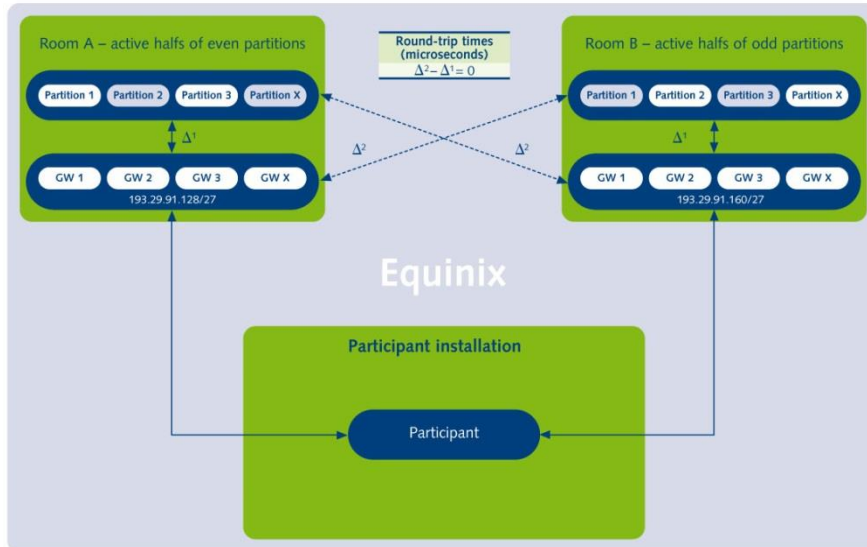 Room A – active halfs of even partitions
Partition 1 Partition 2 Partition 3 Partition X
Δ¹
GW 1 GW 2 GW 3 GW X
193.29.91.128/27
Round-trip times
(microseconds)
Δ²– Δ¹= 0
Δ²
Δ²
Room B – active halfs of odd partitions
Partition 1 Partition 2 Partition 3 Partition X
Δ¹
GW 1 GW 2 GW 3 GW X
193.29.91.160/27
Equinix
Participant installation
Participant